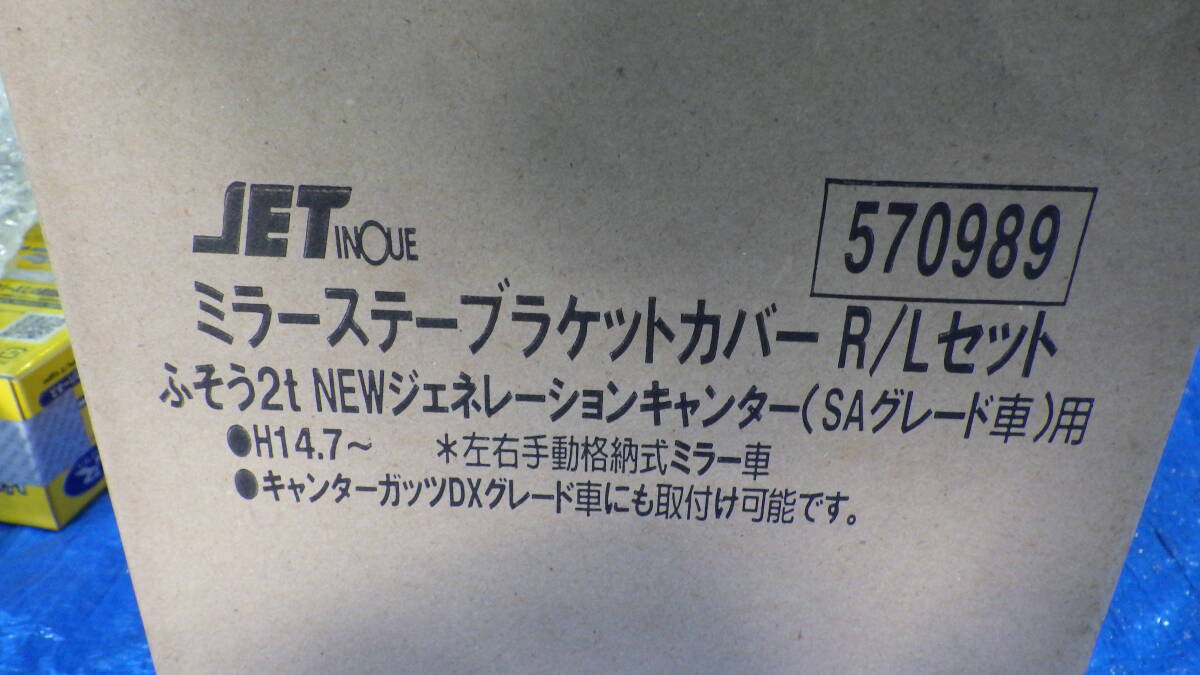 JET INOUE
570989
ミラーステーブラケットカバー R/Lセット
ふそう2t NEWジェネレーションキャンター(SAグレード車)用
●H14.7～ ＊左右手動格納式ミラー車
●キャンターガッツDXグレード車にも取付け可能です。